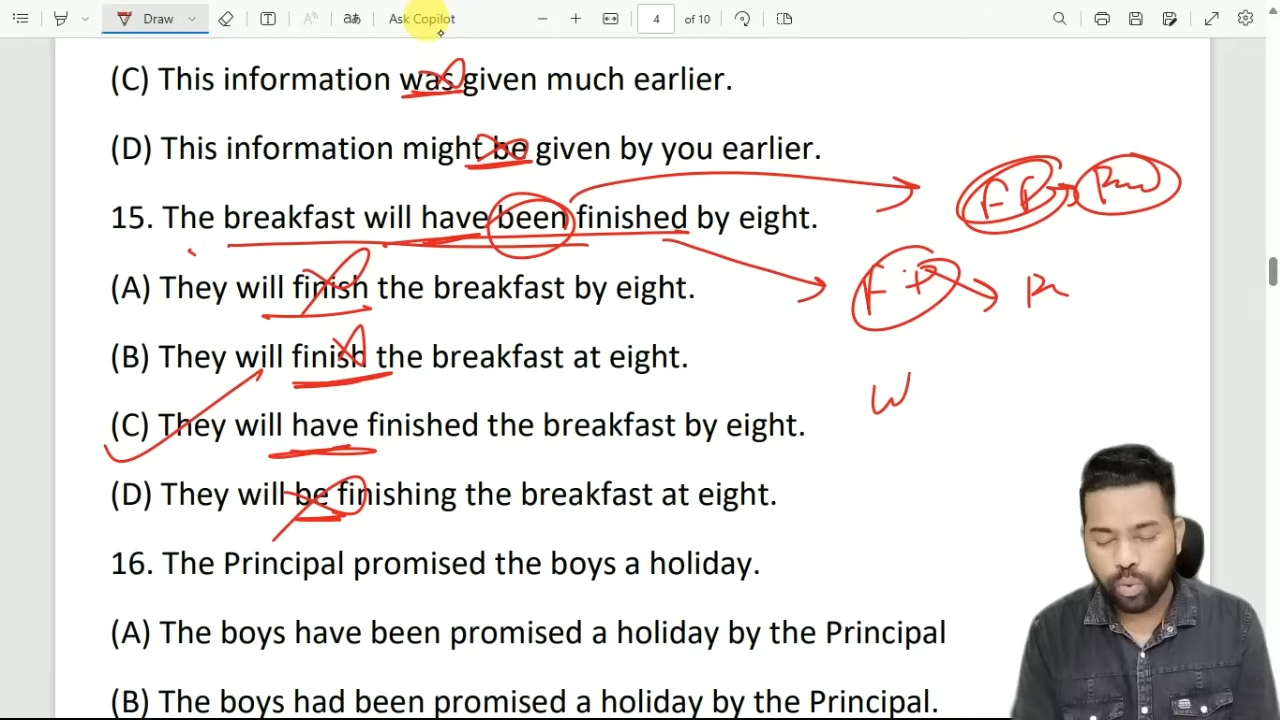 Draw
aあ
Ask Copilot
4 of 10
(C) This information was given much earlier.
(D) This information might be given by you earlier.
15. The breakfast will have been finished by eight.
(A) They will finish the breakfast by eight.
(B) They will finish the breakfast at eight.
(C) They will have finished the breakfast by eight.
(D) They will be finishing the breakfast at eight.
16. The Principal promised the boys a holiday.
(A) The boys have been promised a holiday by the Principal
(B) The boys had been promised a holiday by the Principal.